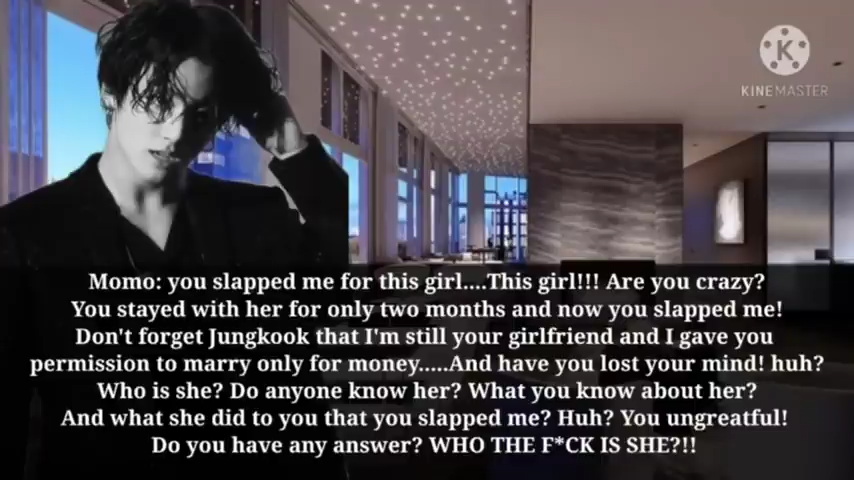 KINEMASTER
Momo: you slapped me for this girl....This girl!!! Are you crazy?
You stayed with her for only two months and now you slapped me!
Don't forget Jungkook that I'm still your girlfriend and I gave you
permission to marry only for money.....And have you lost your mind! huh?
Who is she? Do anyone know her? What you know about her?
And what she did to you that you slapped me? Huh? You ungreatful!
Do you have any answer? WHO THE F*CK IS SHE?!!